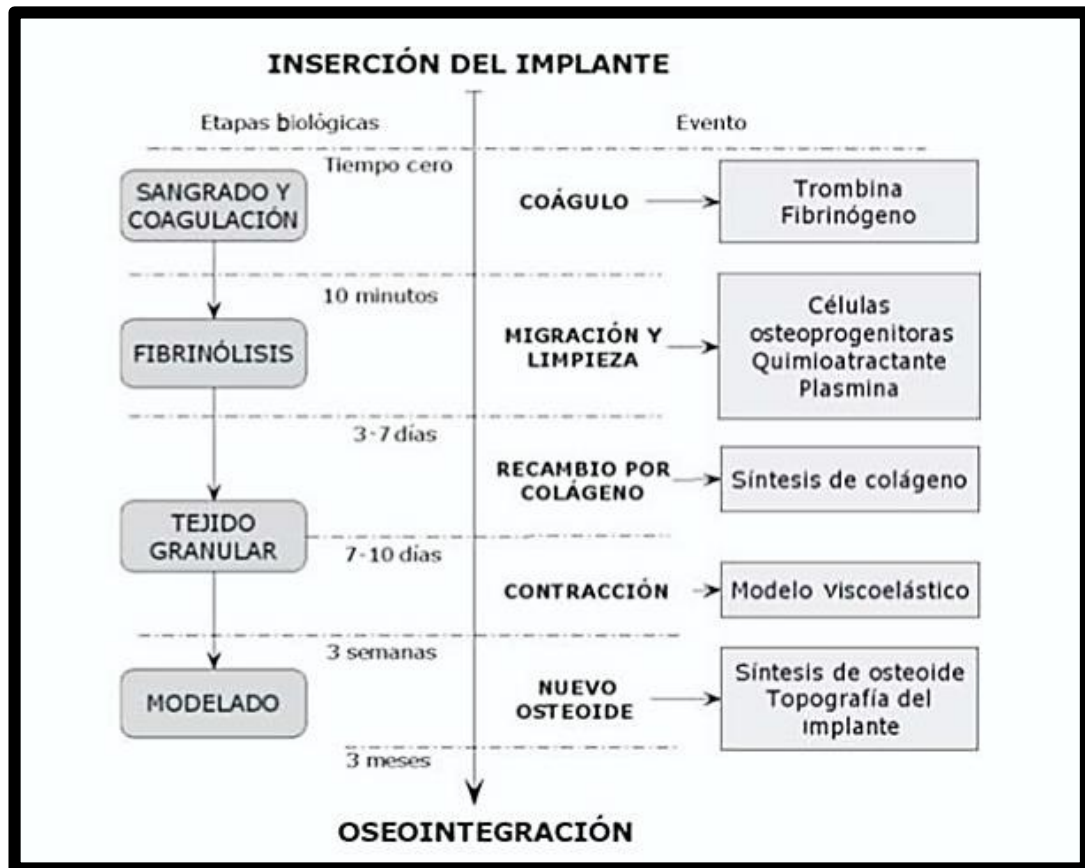 INSERCIÓN DEL IMPLANTE
Etapas biológicas
Evento
Tiempo cero
SANGRADO Y
COAGULACIÓN
COÁGULO
Trombina
Fibrinógeno
10 minutos
FIBRINÓLISIS
MIGRACIÓN Y
LIMPIEZA
Células
osteoprogenitoras
Quimioatractante
Plasmina
3-7 días
RECAMBIO POR
COLÁGENO
Síntesis de colágeno
TEJIDO
GRANULAR
7-10 días
CONTRACCIÓN
Modelo viscoelástico
3 semanas
MODELADO
NUEVO
OSTEOIDE
Síntesis de osteoide
Topografía del
implante
3 meses
OSEOINTEGRACIÓN